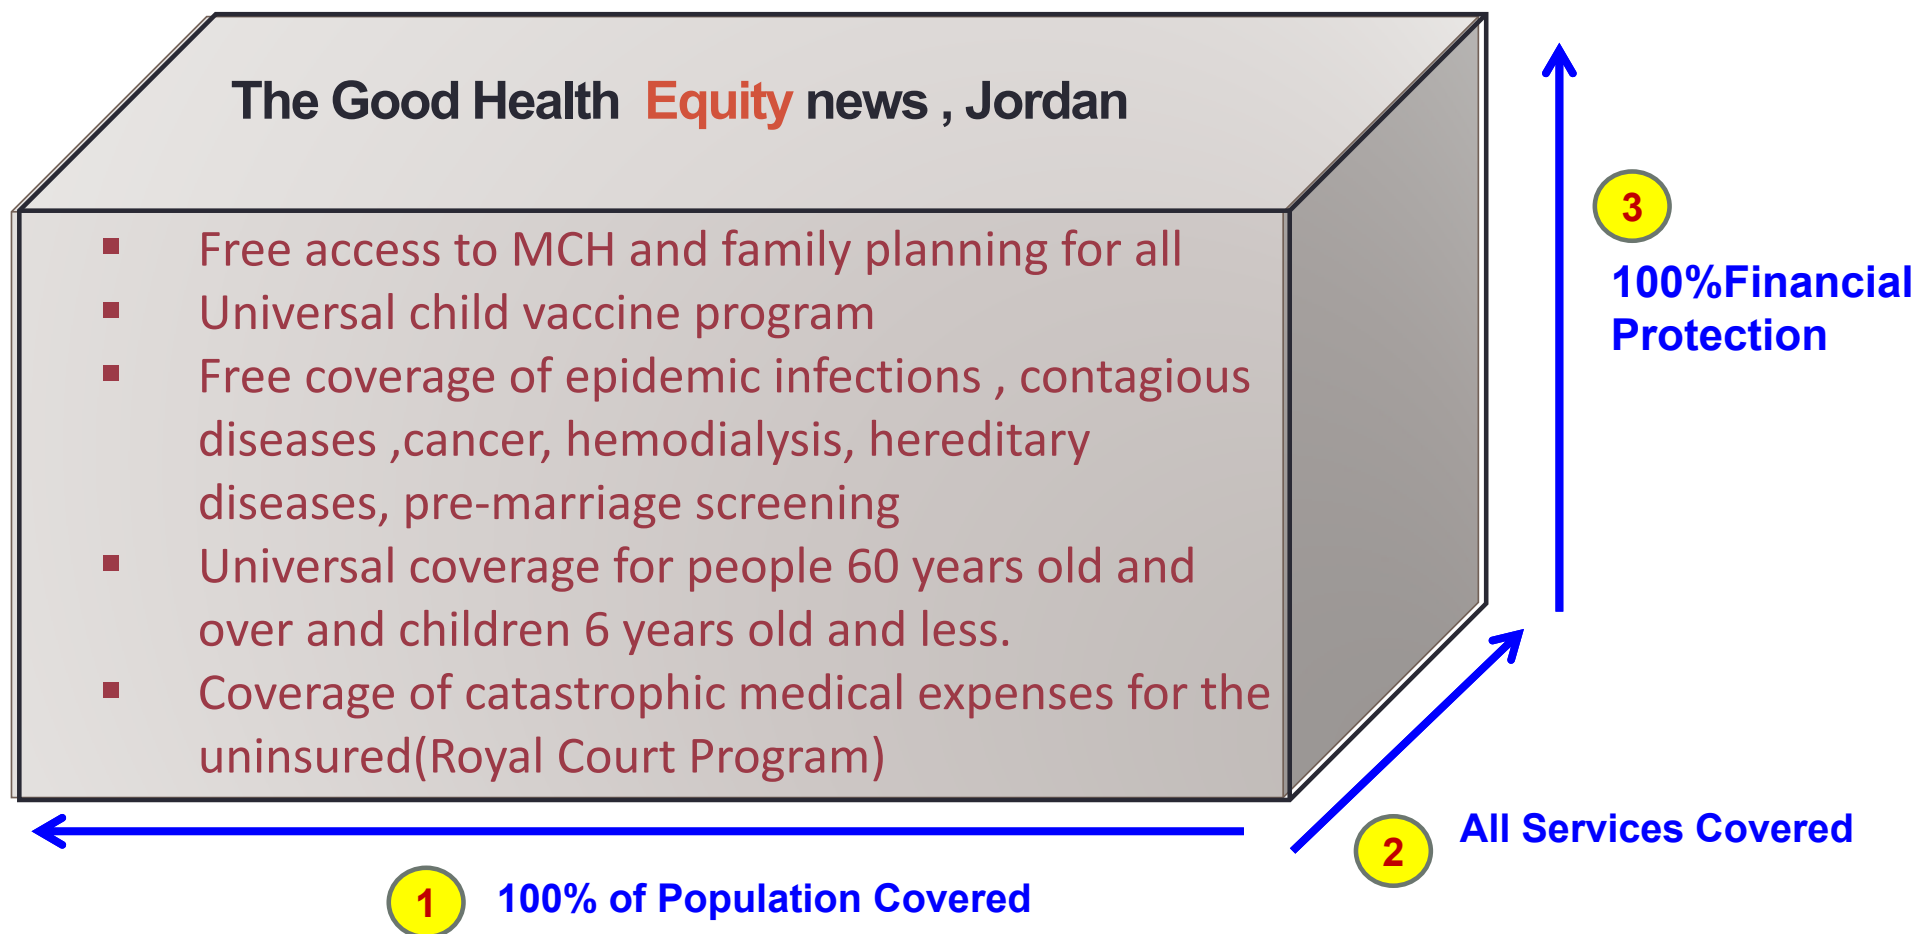 The Good Health Equity news , Jordan
▪ Free access to MCH and family planning for all
▪ Universal child vaccine program
▪ Free coverage of epidemic infections , contagious
diseases ,cancer, hemodialysis, hereditary
diseases, pre-marriage screening
▪ Universal coverage for people 60 years old and
over and children 6 years old and less.
▪ Coverage of catastrophic medical expenses for the
uninsured(Royal Court Program)
3
100%Financial
Protection
2 All Services Covered
1 100% of Population Covered